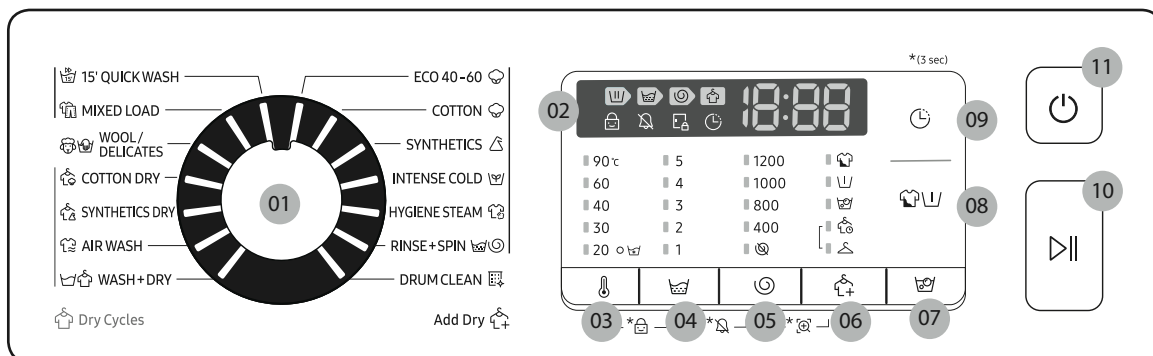 *(3 sec)
11
15' QUICK WASH
ECO 40-60
02
18:88
MIXED LOAD
COTTON
09
WOOL/
DELICATES
SYNTHETICS
90℃ 5 1200
COTTON DRY
01
INTENSE COLD
60 4 1000
08
10
SYNTHETICS DRY
HYGIENE STEAM
40 3 800
AIR WASH
RINSE+SPIN
30 2 400
20 1
WASH+DRY
DRUM CLEAN
Dry Cycles
Add Dry
03 * 04 * 05 * 06 07